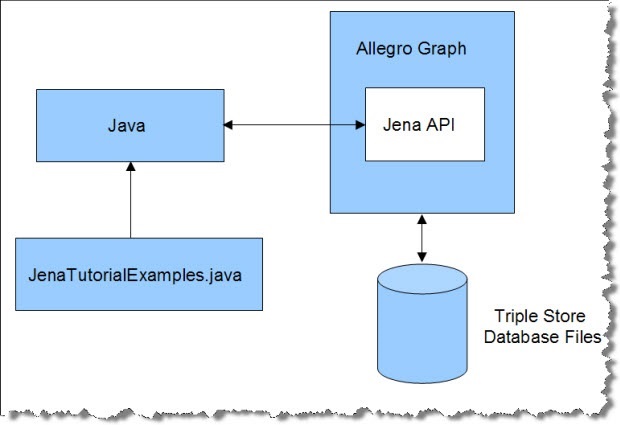 Allegro Graph
Java
Jena API
JenaTutorialExamples.java
Triple Store
Database Files